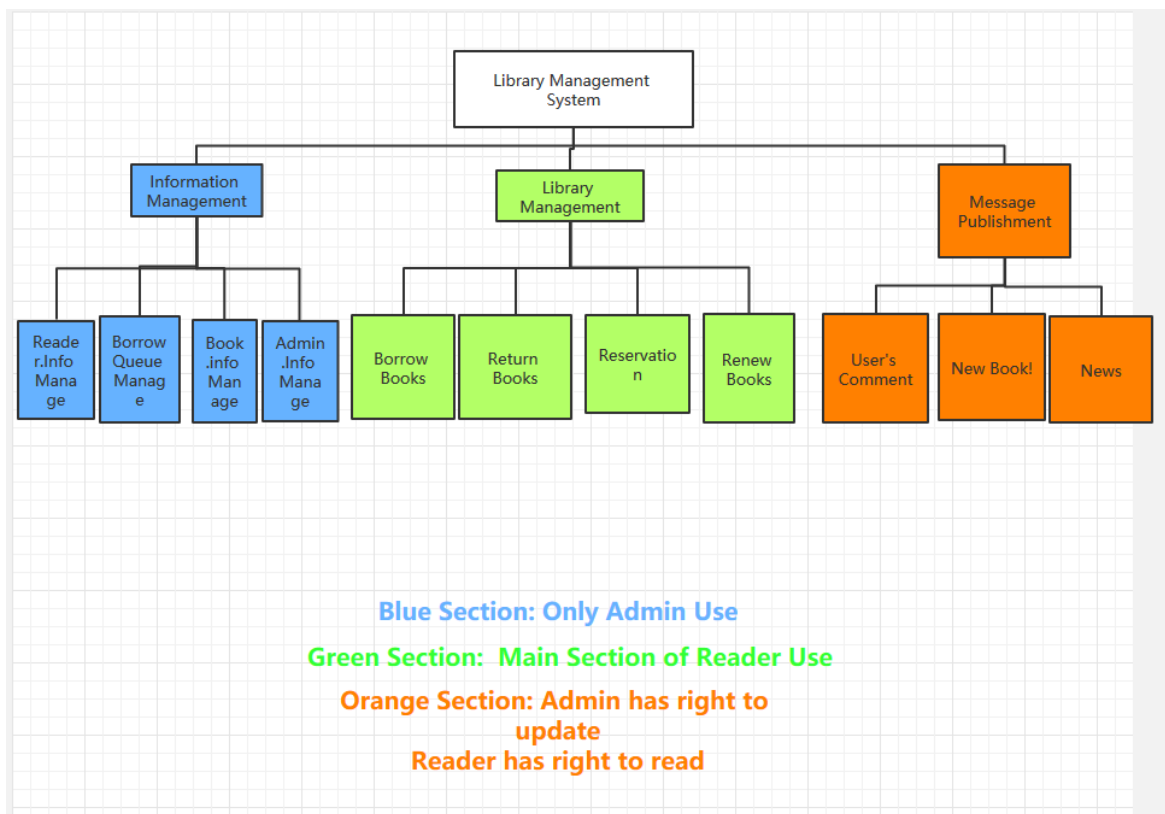 Library Management
System
Information
Management
Library
Management
Message
Publishment
Reade
r.Info
Mana
ge
Borrow
Queue
Manag
e
Book
.info
Man
age
Admin
.Info
Mana
ge
Borrow
Books
Return
Books
Reservatio
n
Renew
Books
User's
Comment
New Book!
News
Blue Section: Only Admin Use
Green Section:  Main Section of Reader Use
Orange Section: Admin has right to
update
Reader has right to read